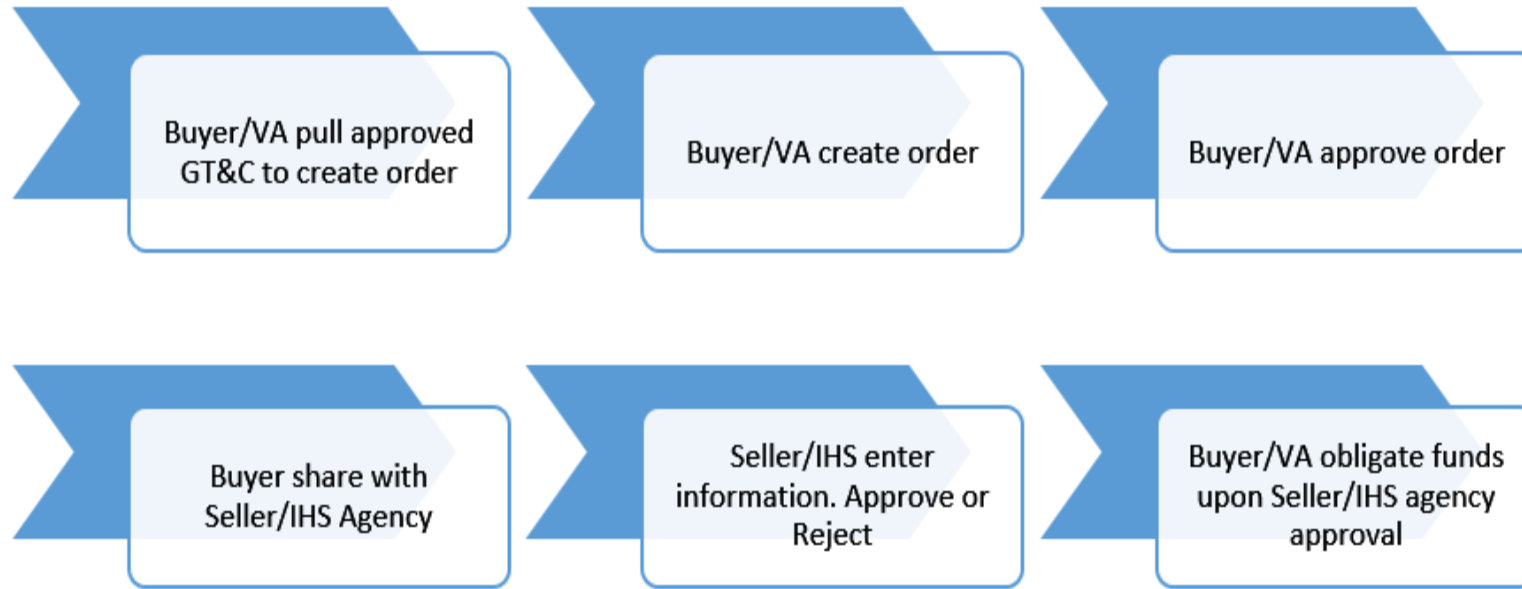 Buyer/VA pull approved
GT&C to create order
Buyer/VA create order
Buyer/VA approve order
Buyer share with
Seller/IHS Agency
Seller/IHS enter
information. Approve or
Reject
Buyer/VA obligate funds
upon Seller/IHS agency
approval